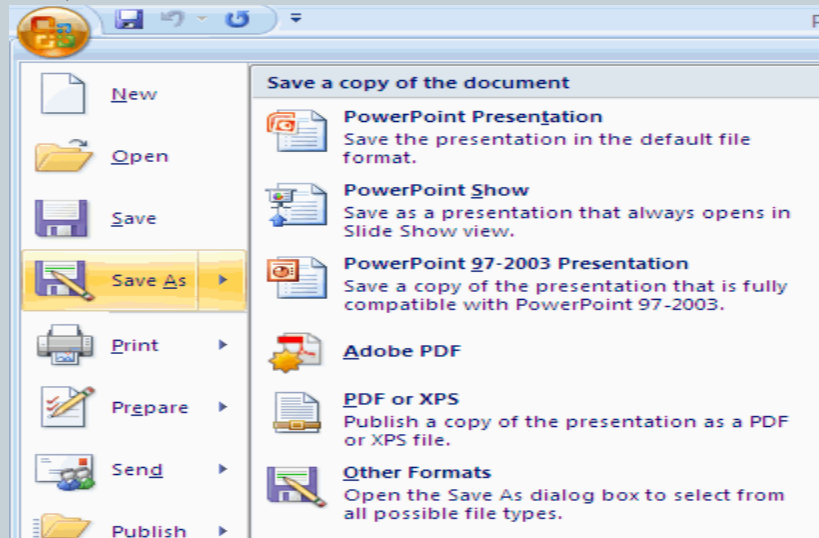 New
Open
Save
Save As
Print
Prepare
Send
Publish
Save a copy of the document
PowerPoint Presentation
Save the presentation in the default file
format.
PowerPoint Show
Save as a presentation that always opens in
Slide Show view.
PowerPoint 97-2003 Presentation
Save a copy of the presentation that is fully
compatible with PowerPoint 97-2003.
Adobe PDF
PDF or XPS
Publish a copy of the presentation as a PDF
or XPS file.
Other Formats
Open the Save As dialog box to select from
all possible file types.